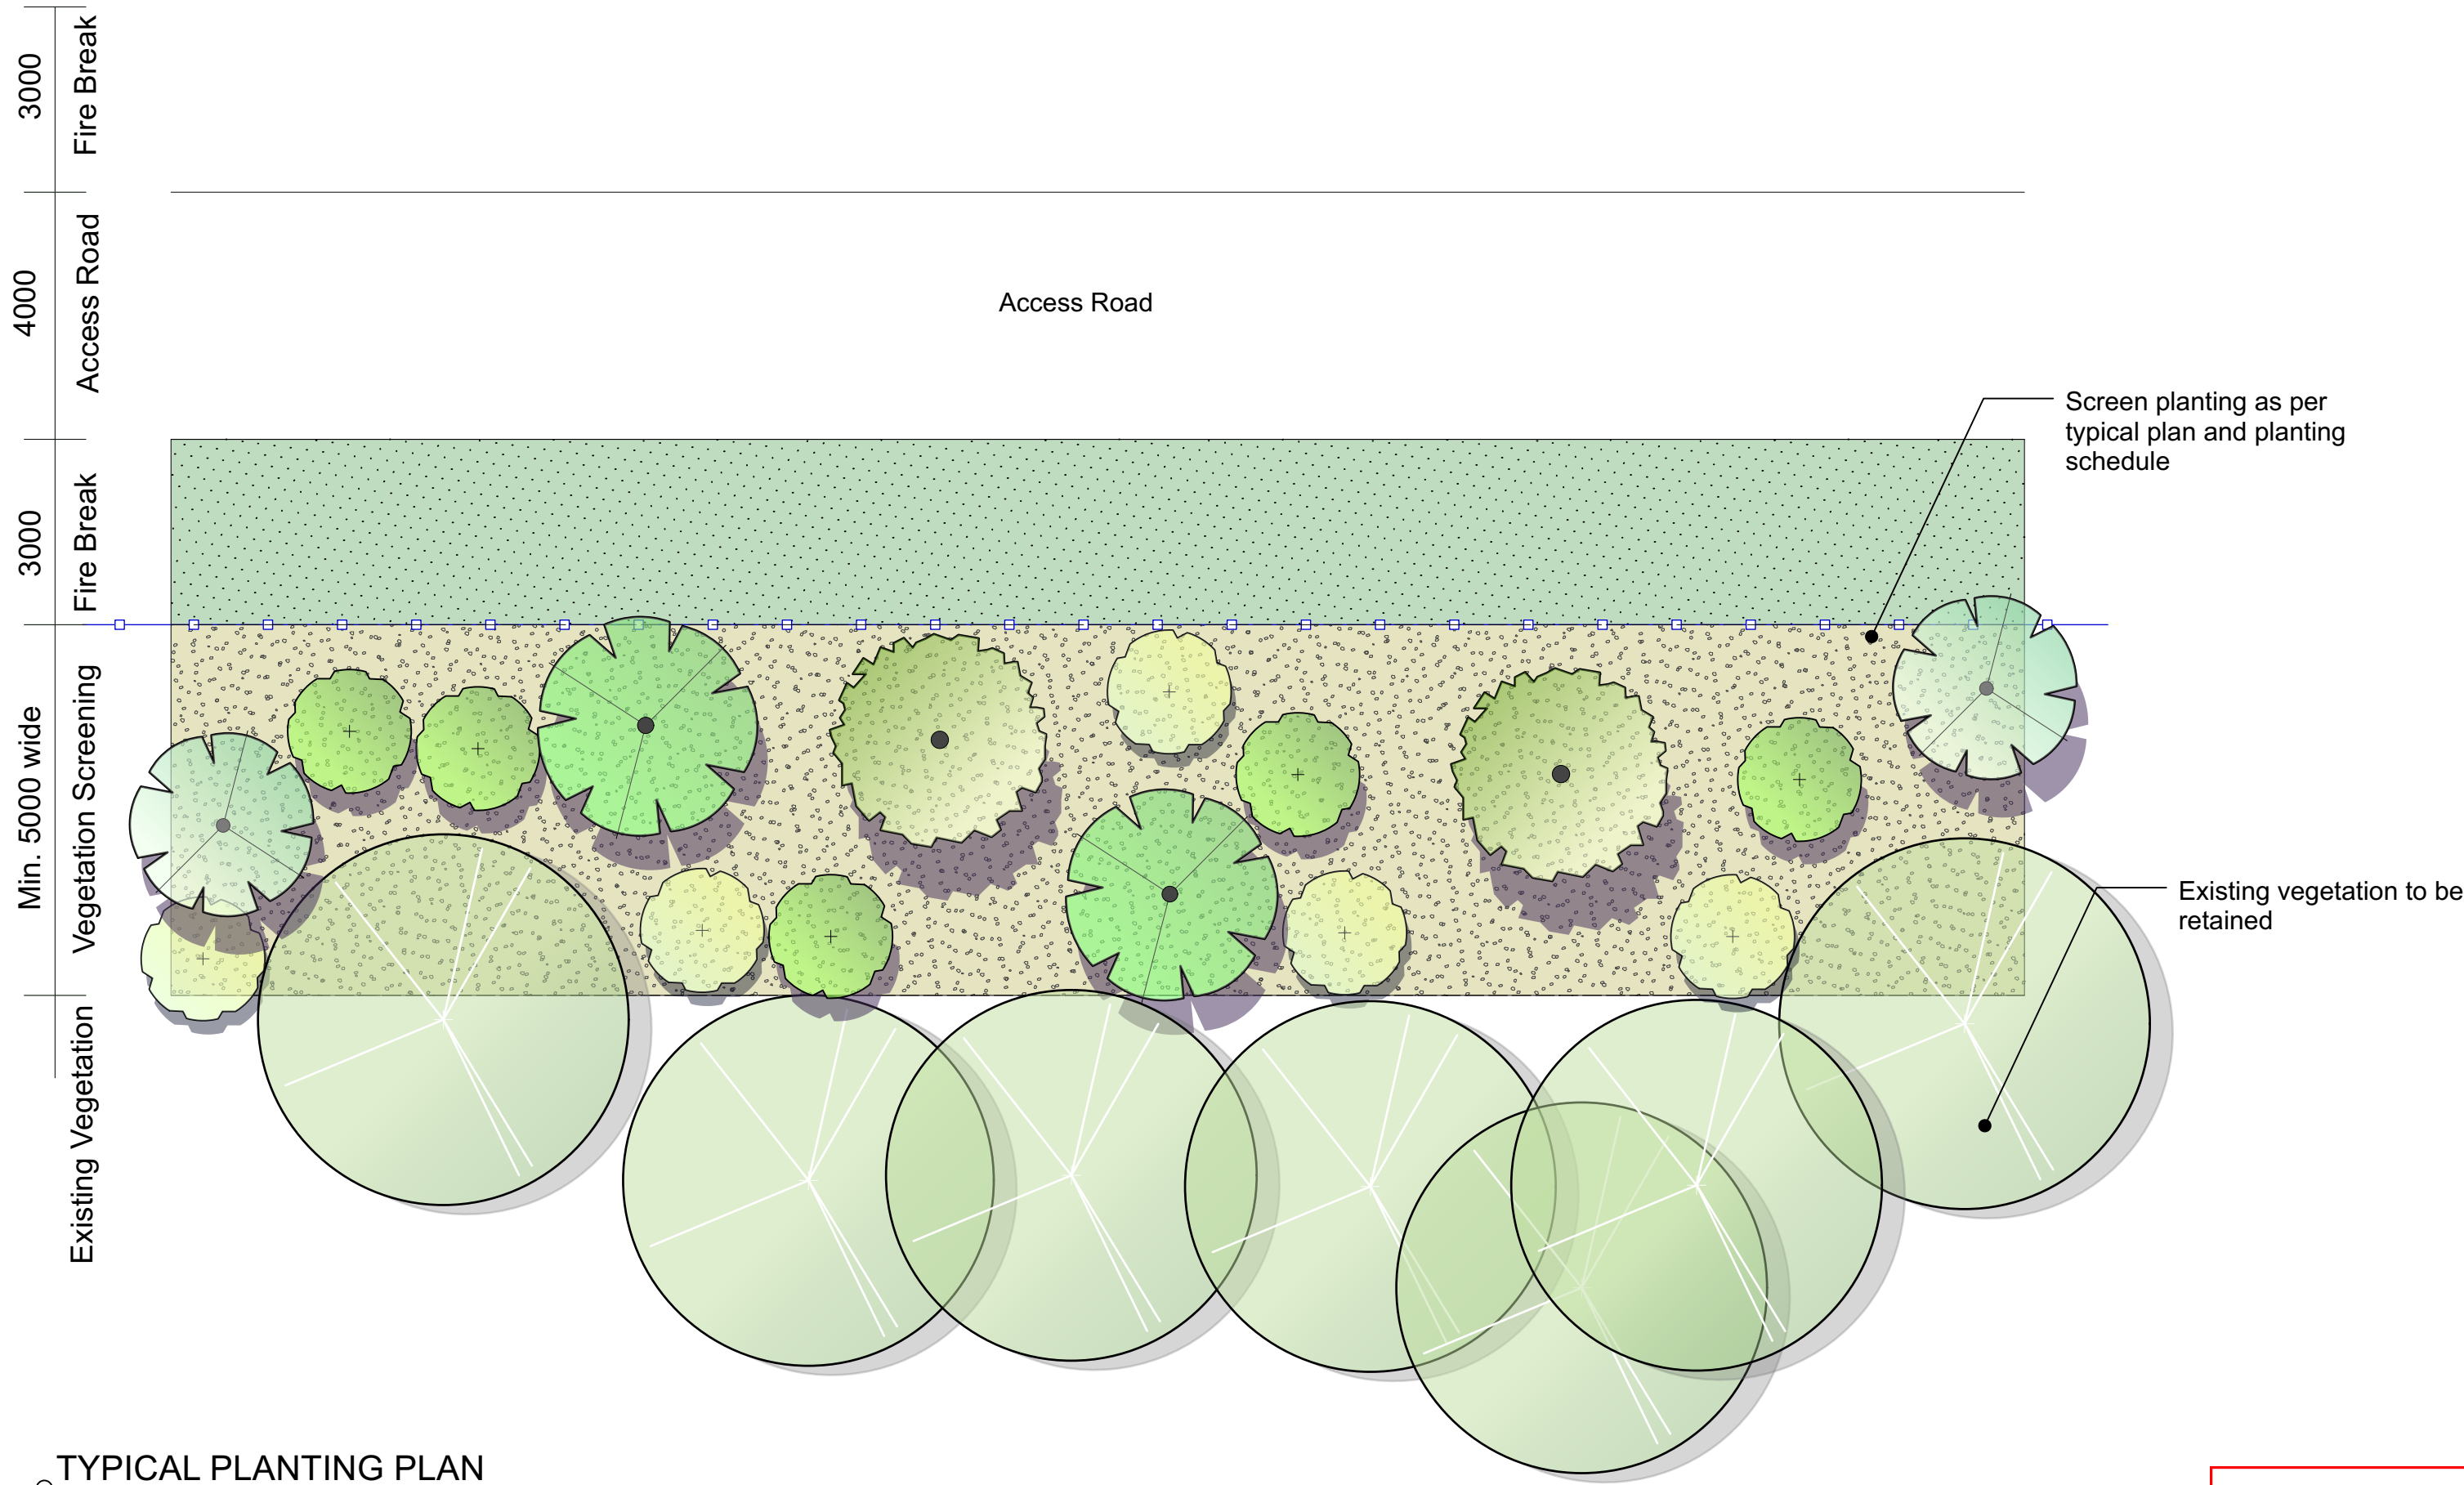 3000
Fire Break
4000
Access Road
Access Road
Screen planting as per
typical plan and planting
schedule
3000
Fire Break
Min. 5000 wide
Vegetation Screening
Existing vegetation to be
retained
Existing Vegetation
TYPICAL PLANTING PLAN